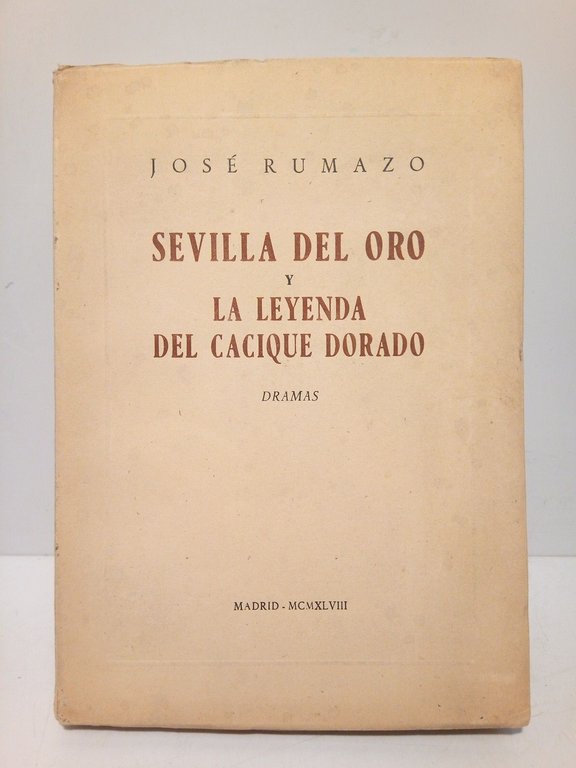 JOSÉ RUMAZO
SEVILLA DEL ORO
Y
LA LEYENDA
DEL CACIQUE DORADO
DRAMAS
MADRID - MCMXLVIII